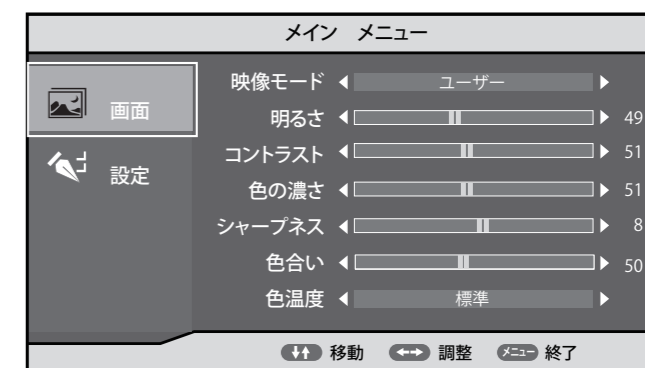 メイン メニュー
画面
設定
映像モード ユーザー
明るさ 49
コントラスト 51
色の濃さ 51
シャープネス 8
色合い 50
色温度 標準
移動 調整 メニュー 終了